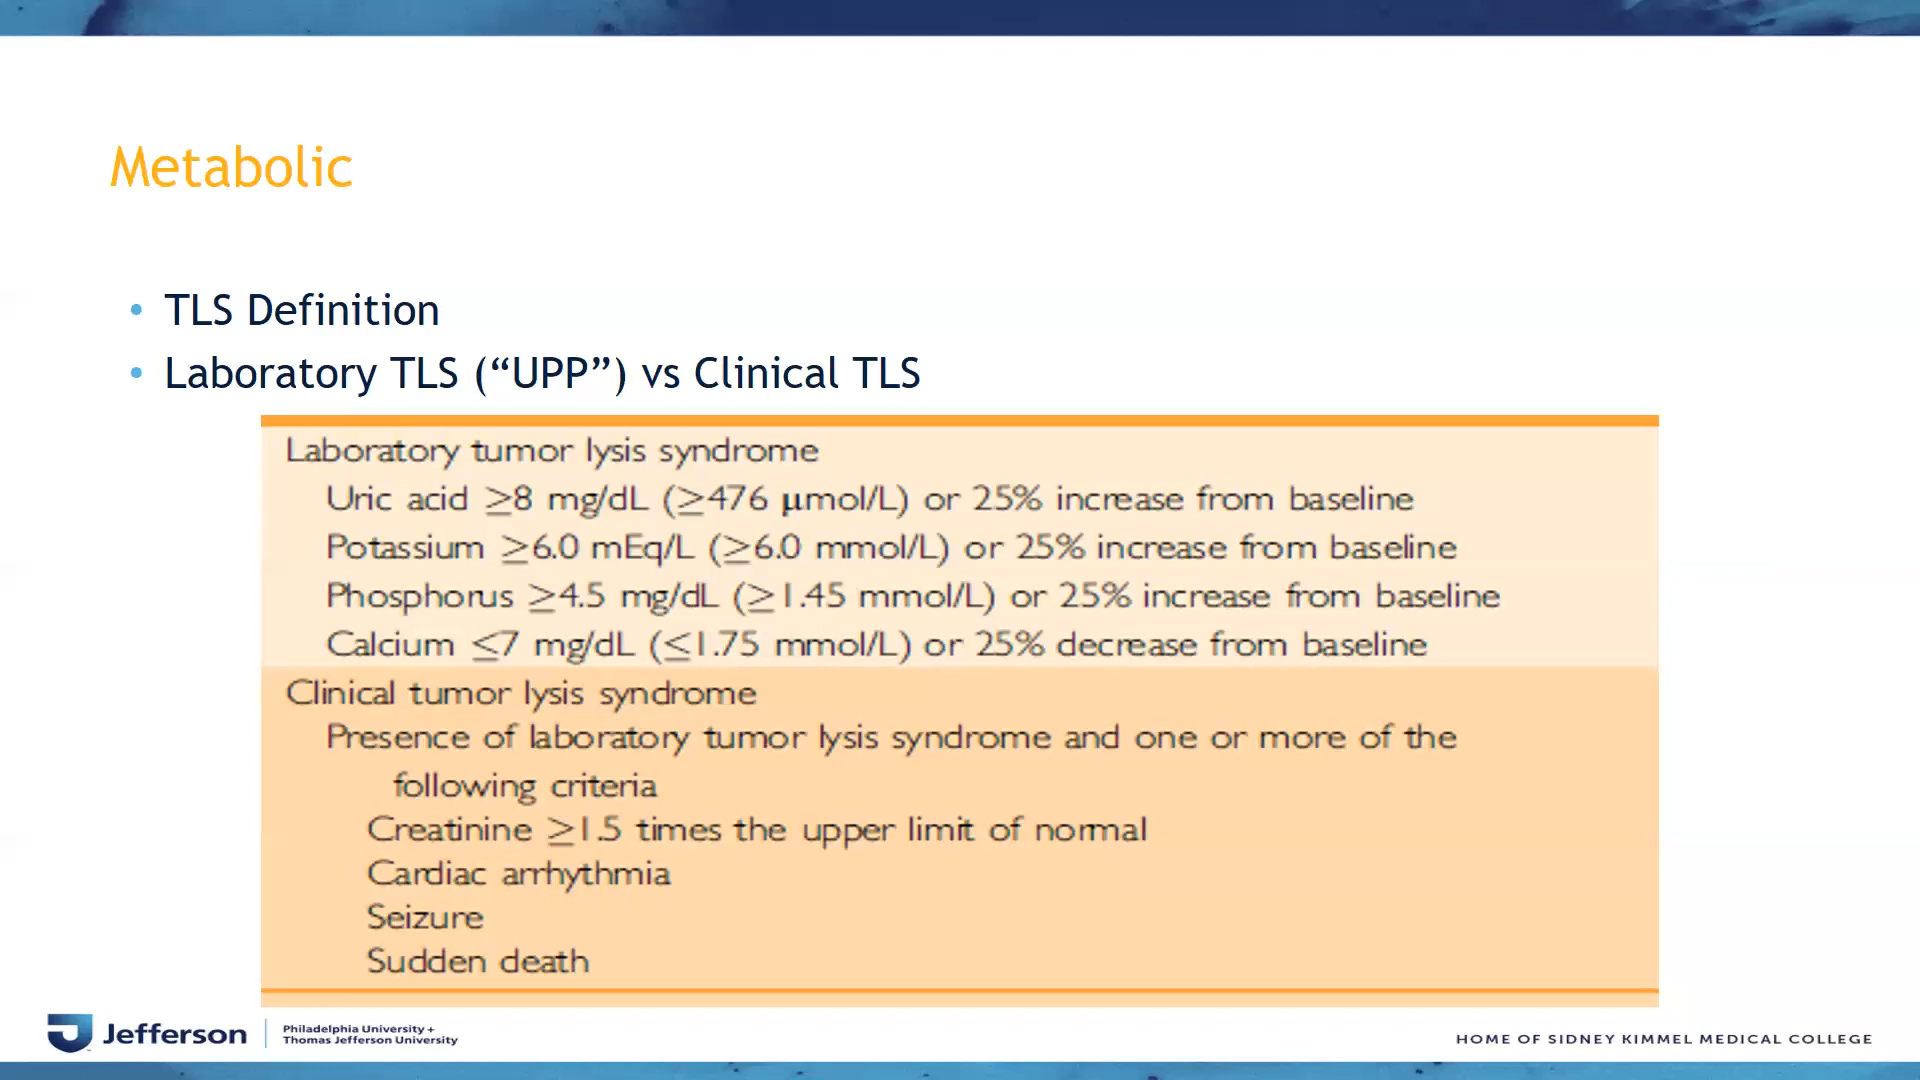 Metabolic
• TLS Definition
• Laboratory TLS (“UPP”) vs Clinical TLS
Laboratory tumor lysis syndrome
Uric acid ≥8 mg/dL (≥476 μmol/L) or 25% increase from baseline
Potassium ≥6.0 mEq/L (≥6.0 mmol/L) or 25% increase from baseline
Phosphorus ≥4.5 mg/dL (≥1.45 mmol/L) or 25% increase from baseline
Calcium ≤7 mg/dL (≤1.75 mmol/L) or 25% decrease from baseline
Clinical tumor lysis syndrome
Presence of laboratory tumor lysis syndrome and one or more of the
following criteria
Creatinine ≥1.5 times the upper limit of normal
Cardiac arrhythmia
Seizure
Sudden death
Jefferson
Philadelphia University +
Thomas Jefferson University
HOME OF SIDNEY KIMMEL MEDICAL COLLEGE